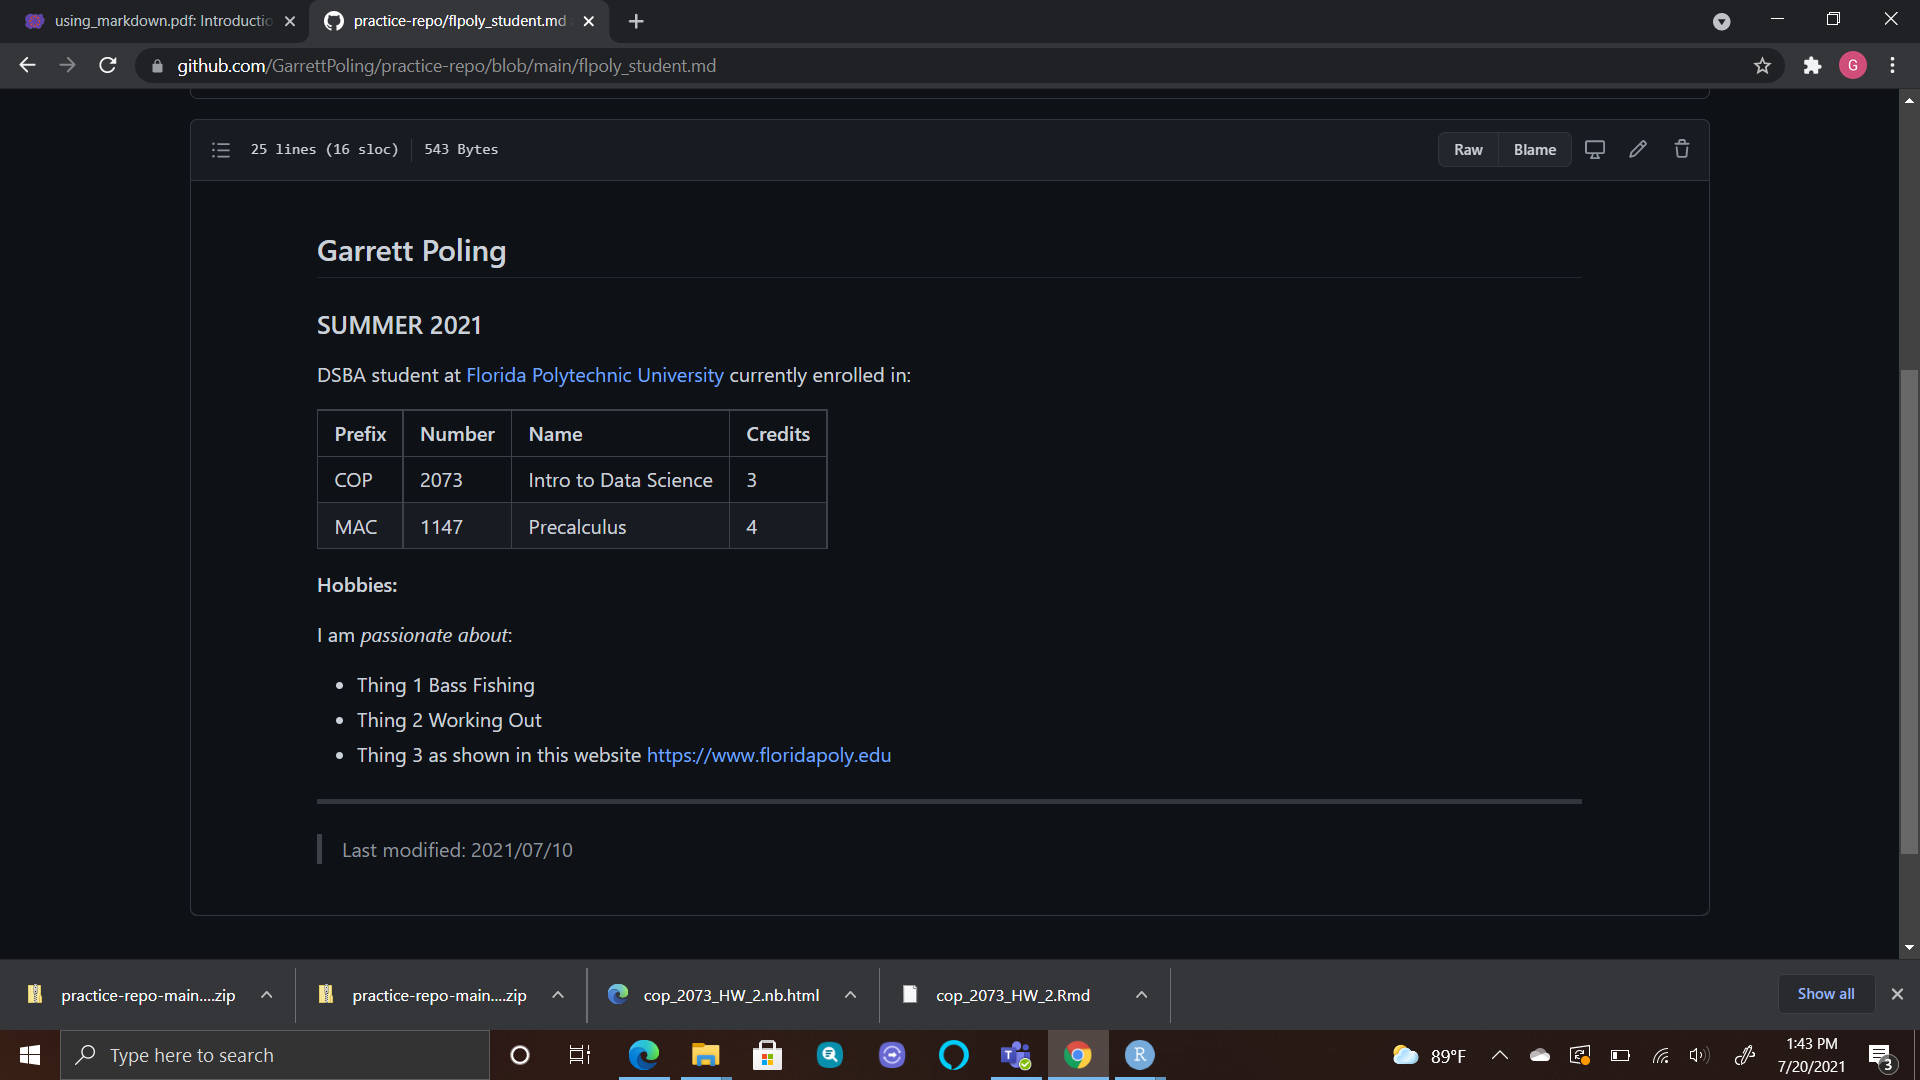 using_markdown.pdf: Introductio
practice-repo/flpoly_student.md
github.com/GarrettPoling/practice-repo/blob/main/flpoly_student.md
G
25 lines (16 sloc) 543 Bytes
Raw Blame
Garrett Poling
SUMMER 2021
DSBA student at Florida Polytechnic University currently enrolled in:
Prefix Number Name Credits
COP 2073 Intro to Data Science 3
MAC 1147 Precalculus 4
Hobbies:
I am passionate about:
• Thing 1 Bass Fishing
• Thing 2 Working Out
• Thing 3 as shown in this website https://www.floridapoly.edu
Last modified: 2021/07/10
practice-repo-main....zip practice-repo-main....zip cop_2073_HW_2.nb.html cop_2073_HW_2.Rmd Show all
Type here to search
R
89°F
1:43 PM
7/20/2021
3